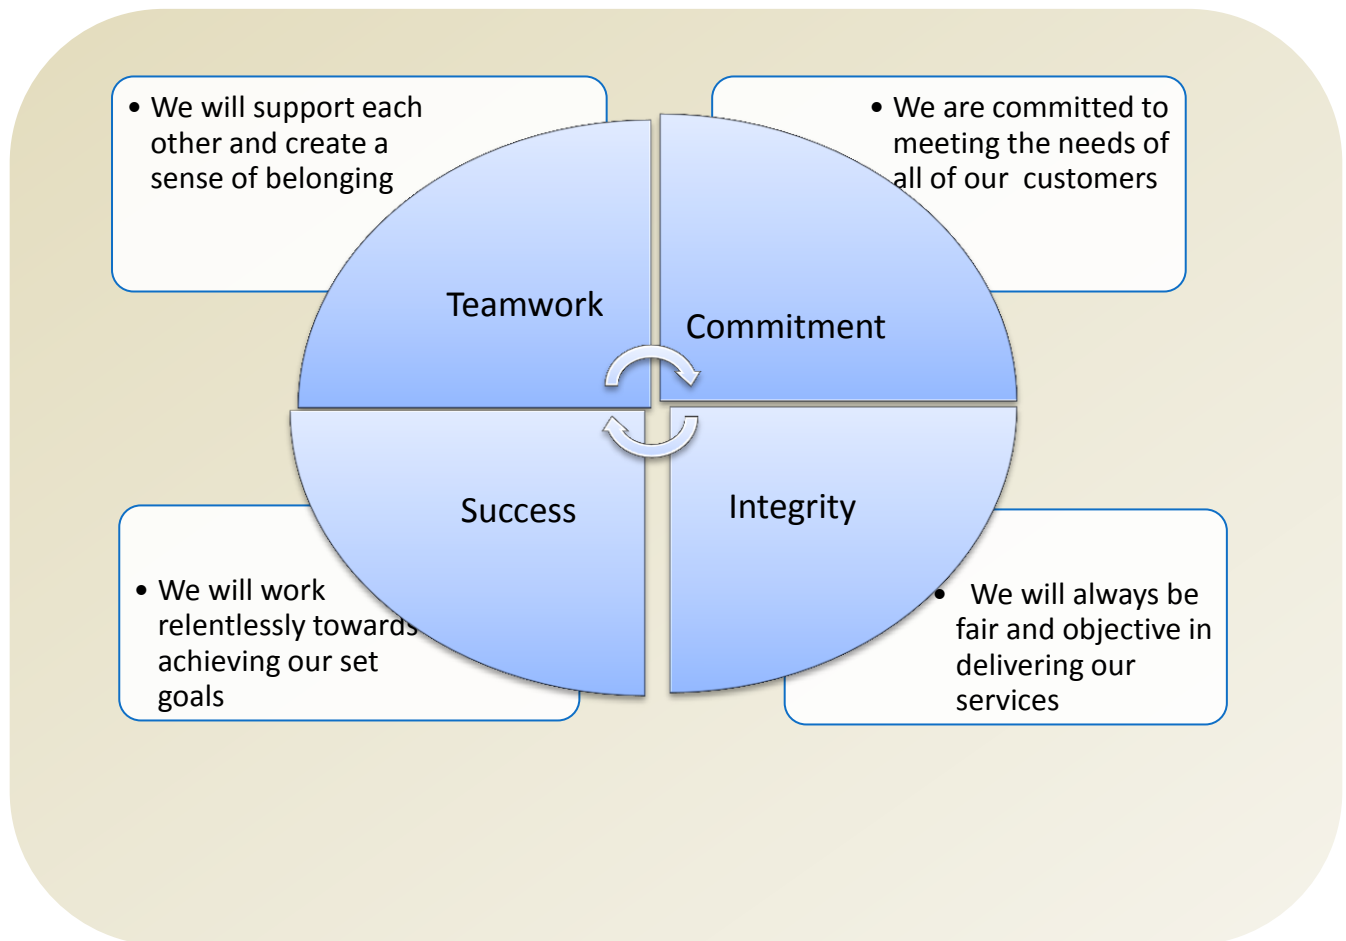 • We will support each
other and create a
sense of belonging
• We are committed to
meeting the needs of
all of our  customers
Teamwork
Commitment
Success
Integrity
• We will work
relentlessly towards
achieving our set
goals
• We will always be
fair and objective in
delivering our
services